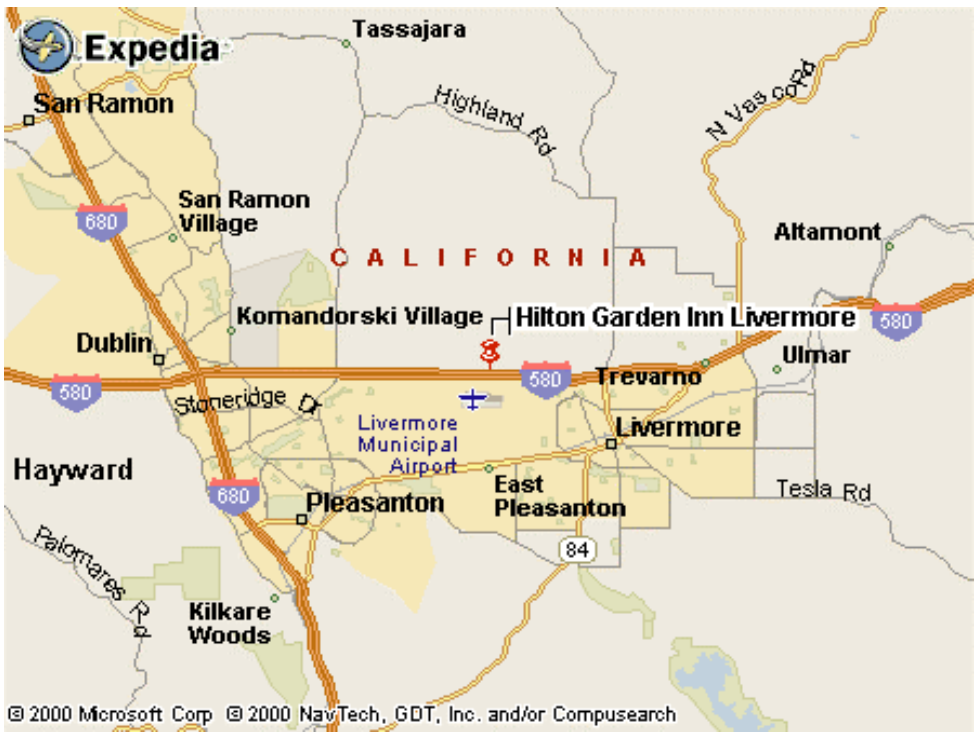 Expedia
Tassajara
San Ramon
Highland Rd
N Vasco Rd
San Ramon
Village
680
Altamont
CALIFORNIA
Komandorski Village
Hilton Garden Inn Livermore
580
Dublin
580
Trevarno
Ulmar
580
Stoneridge Dr
Livermore
Municipal
Airport
Livermore
Hayward
680
Pleasanton
East
Pleasanton
Tesla Rd
84
Palomares Rd
Kilkare
Woods
© 2000 Microsoft Corp © 2000 NavTech, GDT, Inc. and/or Compusearch